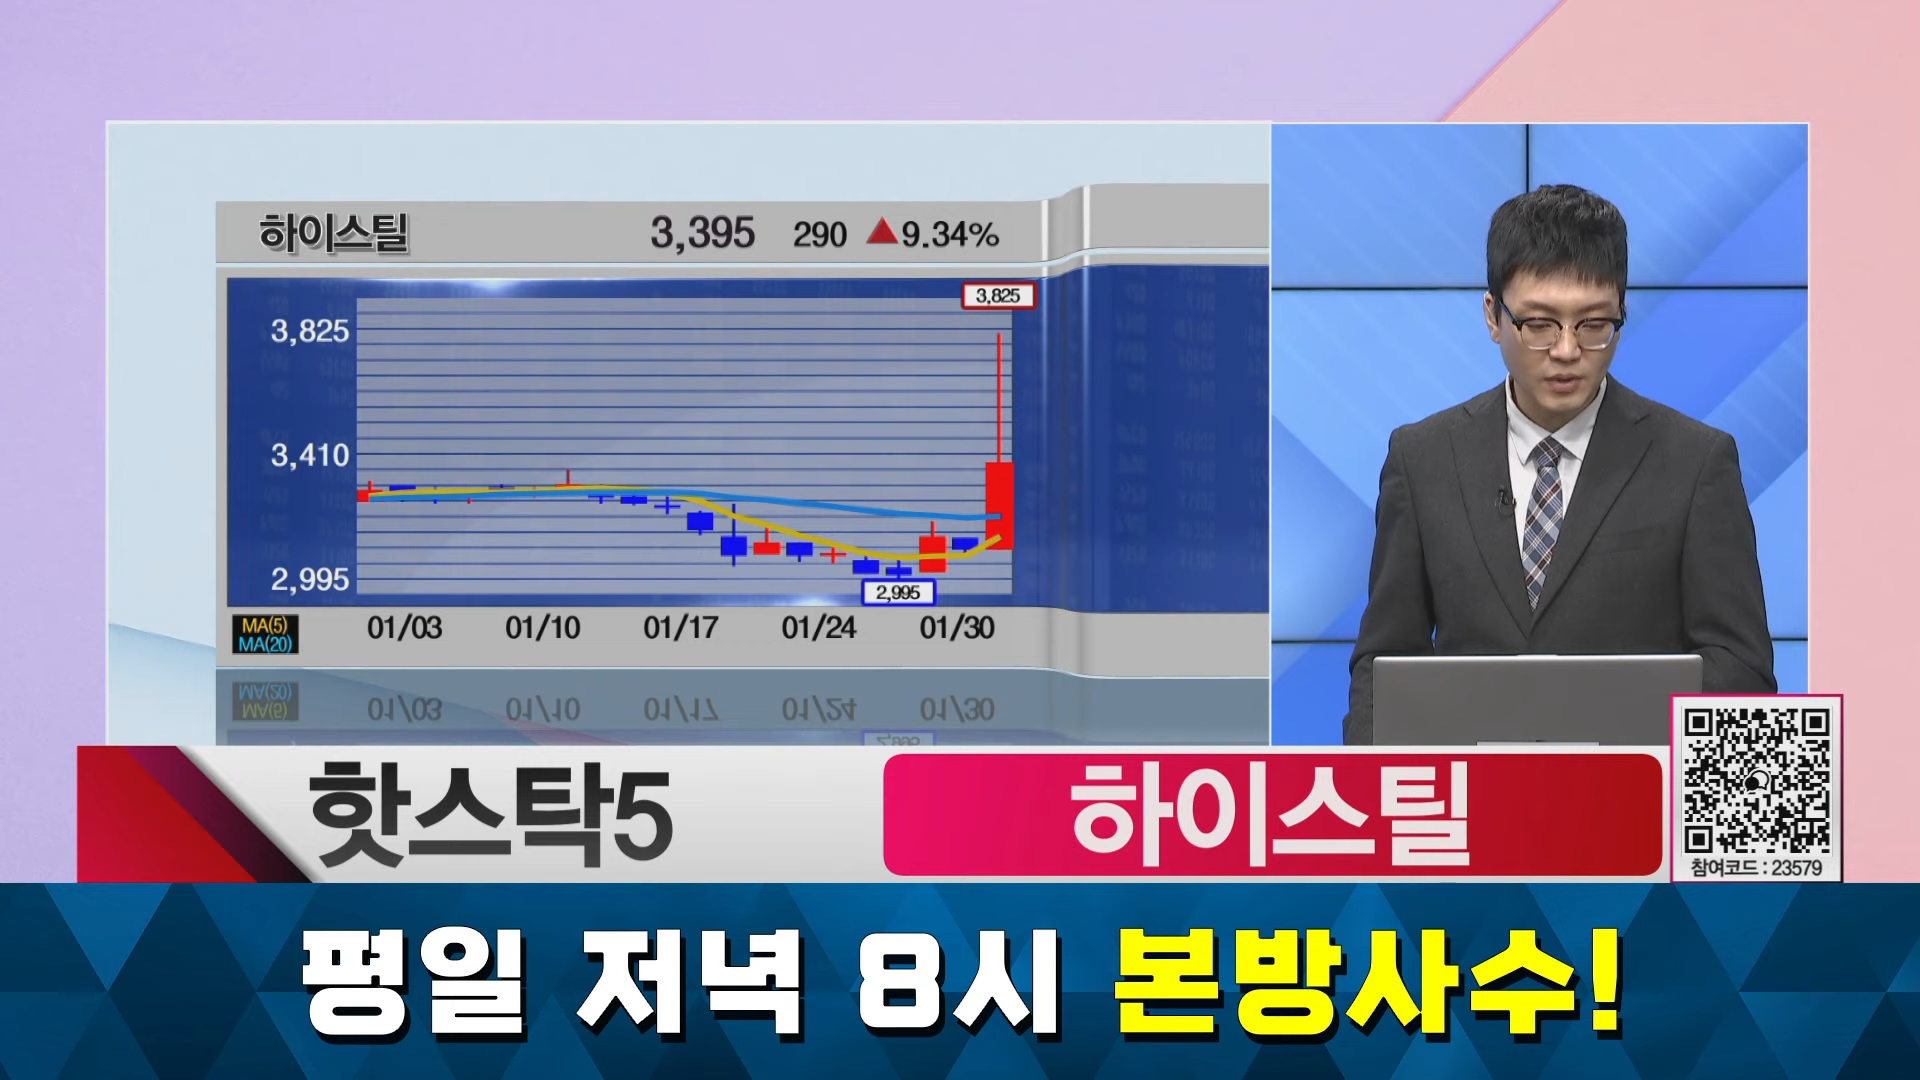 하이스틸 3,395 290 ▲9.34%
3,825
3,825
3,410
2,995
2,995
MA(5)
MA(20)
01/03 01/10 01/17 01/24 01/30
핫스탁5 하이스틸
참여코드 : 23579
평일 저녁 8시 본방사수!